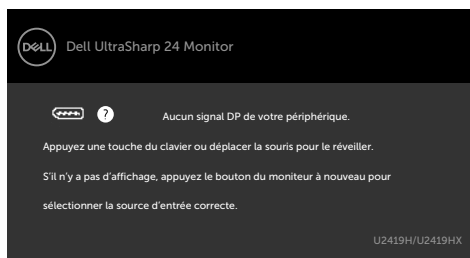 DELL Dell UltraSharp 24 Monitor
? Aucun signal DP de votre périphérique.
Appuyez une touche du clavier ou déplacer la souris pour le réveiller.
S'il n'y a pas d'affichage, appuyez le bouton du moniteur à nouveau pour
sélectionner la source d'entrée correcte.
U2419H/U2419HX